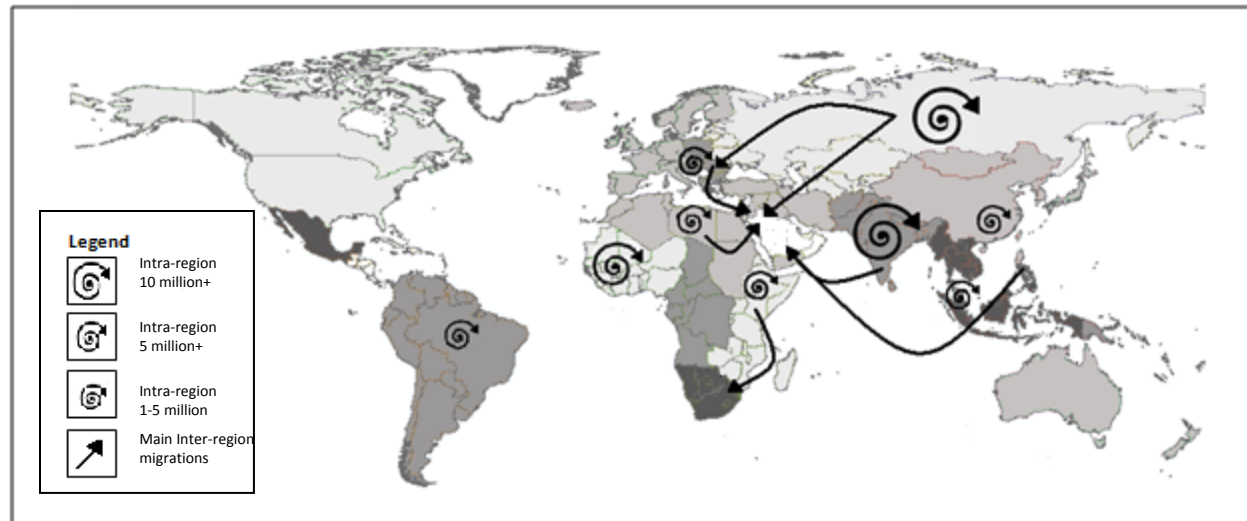 Legend
Intra-region
10 million+
Intra-region
5 million+
Intra-region
1-5 million
Main Inter-region
migrations